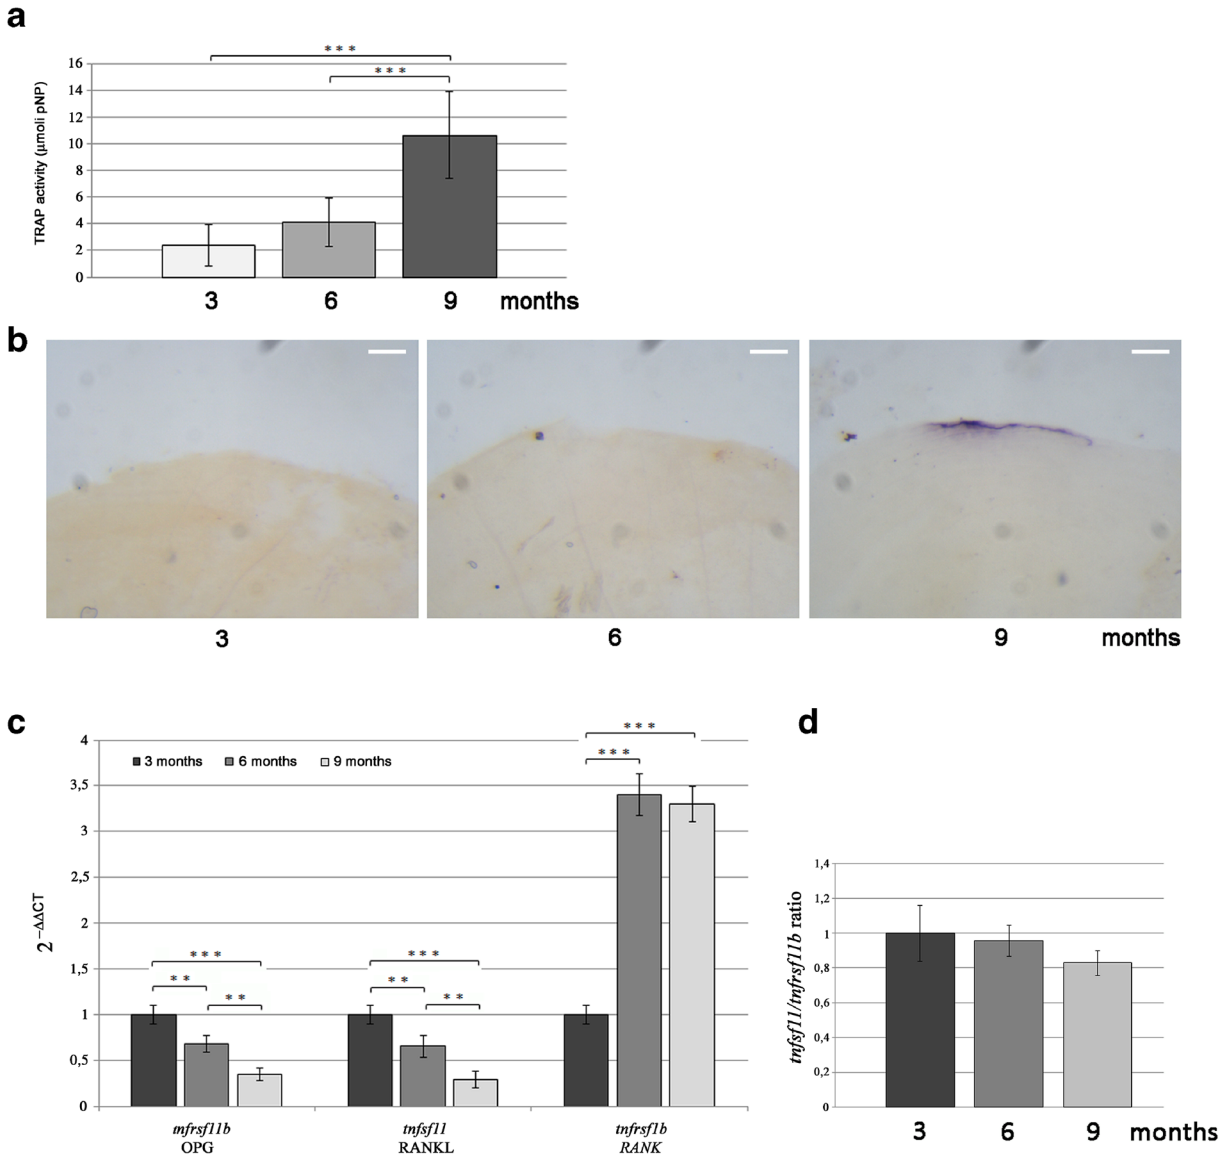 a
* * *
* * *
16
14
12
10
8
6
4
2
0
TRAP activity (µmoli pNP)
3 6 9 months
b
3 6 9 months
c
* * *
* * *
4
3,5
3
2,5
2
1,5
1
0,5
0
2⁻ΔΔCT
3 months 6 months 9 months
* * *
* *
* *
* * *
* *
* *
tnfrsf11b tnfsf11 tnfrsf1b
OPG RANKL RANK
d
1,4
1,2
1
0,8
0,6
0,4
0,2
0
tnfsf11/tnfrsf11b ratio
3 6 9 months